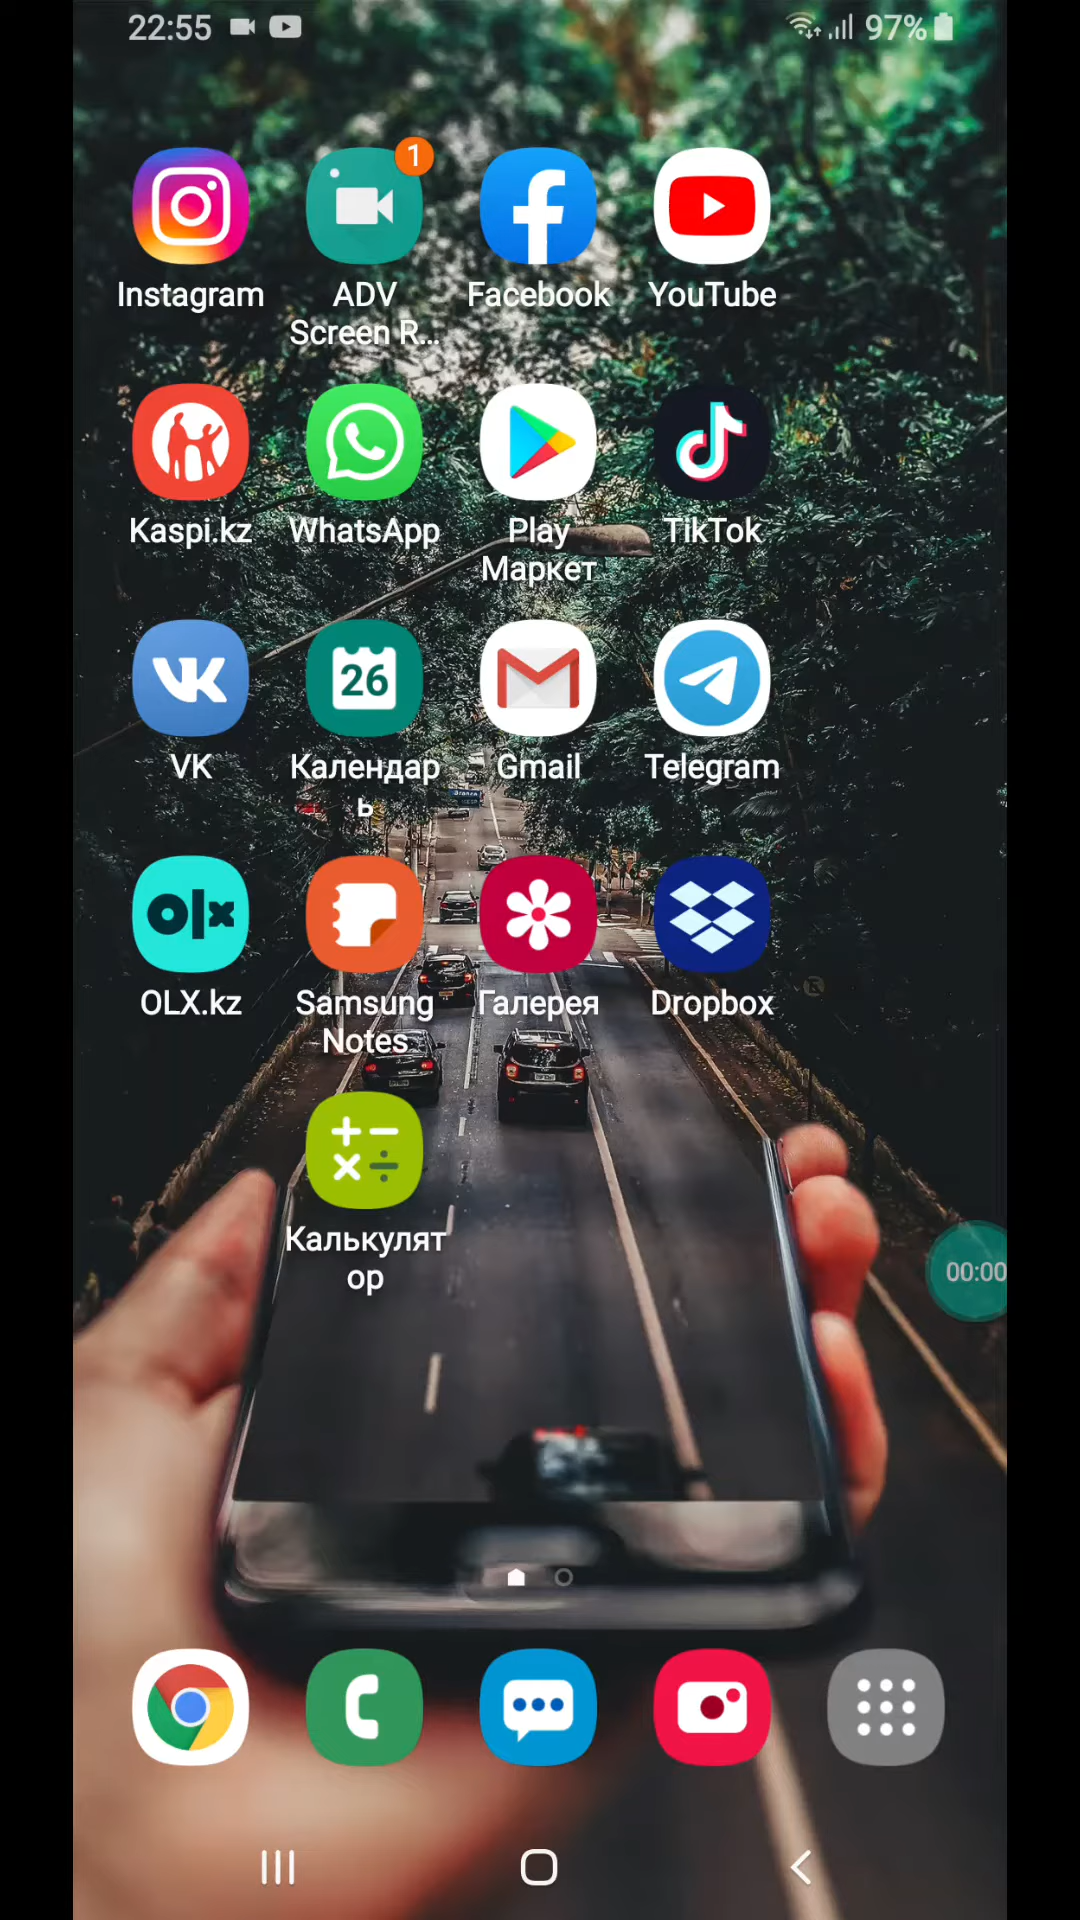 22:55 97%
1
Instagram ADV Facebook YouTube
Screen R...
Kaspi.kz WhatsApp Play TikTok
Маркет
26
VK Календар Gmail Telegram
ь
olx
OLX.kz Samsung Галерея Dropbox
Notes
Калькулят
ор
00:00